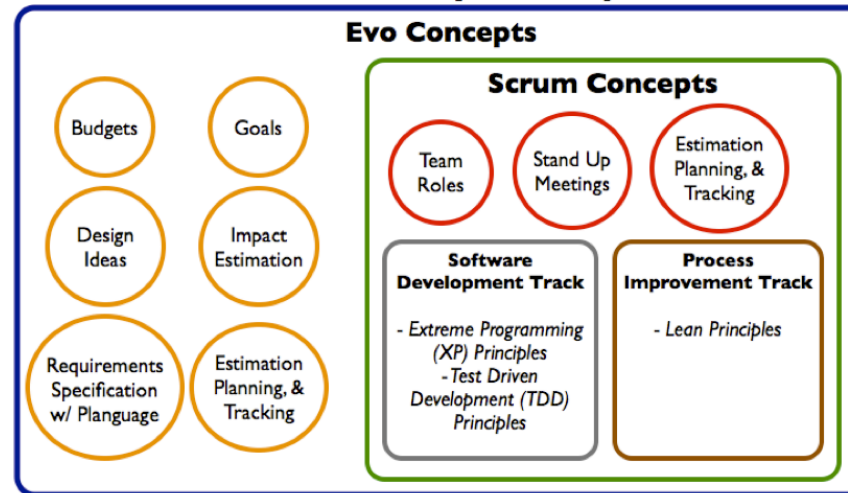 Evo Concepts
Budgets
Goals
Design
Ideas
Impact
Estimation
Requirements
Specification
w/ Planguage
Estimation
Planning, &
Tracking
Scrum Concepts
Team
Roles
Stand Up
Meetings
Estimation
Planning, &
Tracking
Software
Development Track
- Extreme Programming
(XP) Principles
-Test Driven
Development (TDD)
Principles
Process
Improvement Track
- Lean Principles